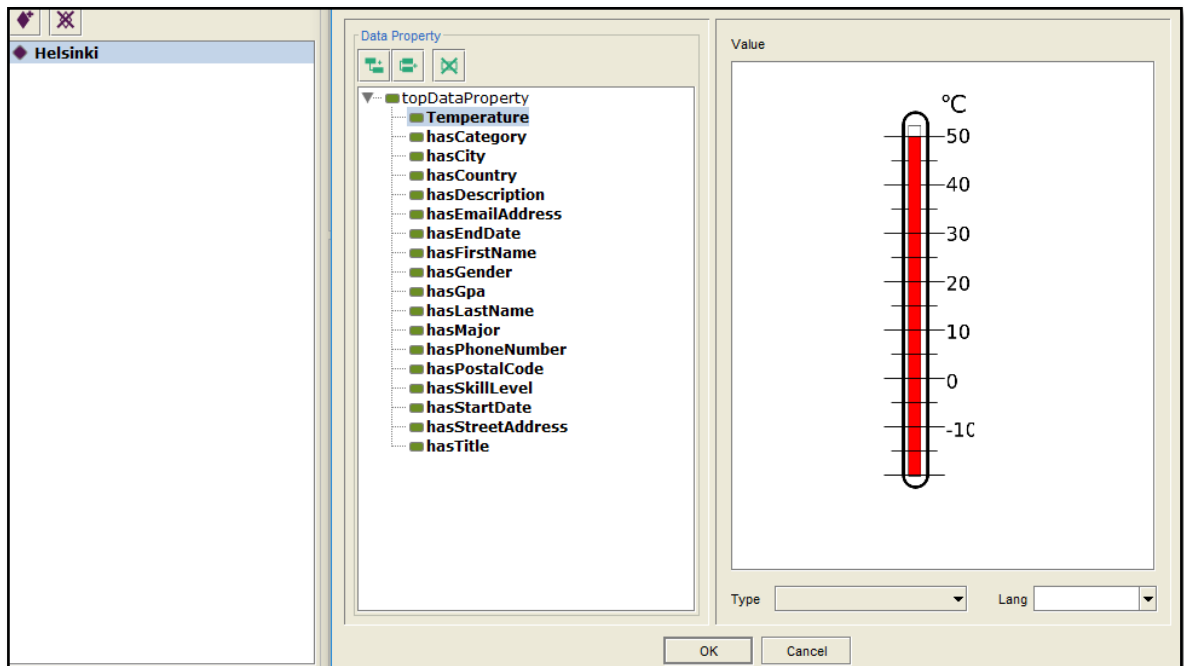 Helsinki
Data Property
topDataProperty
Temperature
hasCategory
hasCity
hasCountry
hasDescription
hasEmailAddress
hasEndDate
hasFirstName
hasGender
hasGpa
hasLastName
hasMajor
hasPhoneNumber
hasPostalCode
hasSkillLevel
hasStartDate
hasStreetAddress
hasTitle
Value
°C
50
40
30
20
10
0
-10
Type
Lang
OK
Cancel